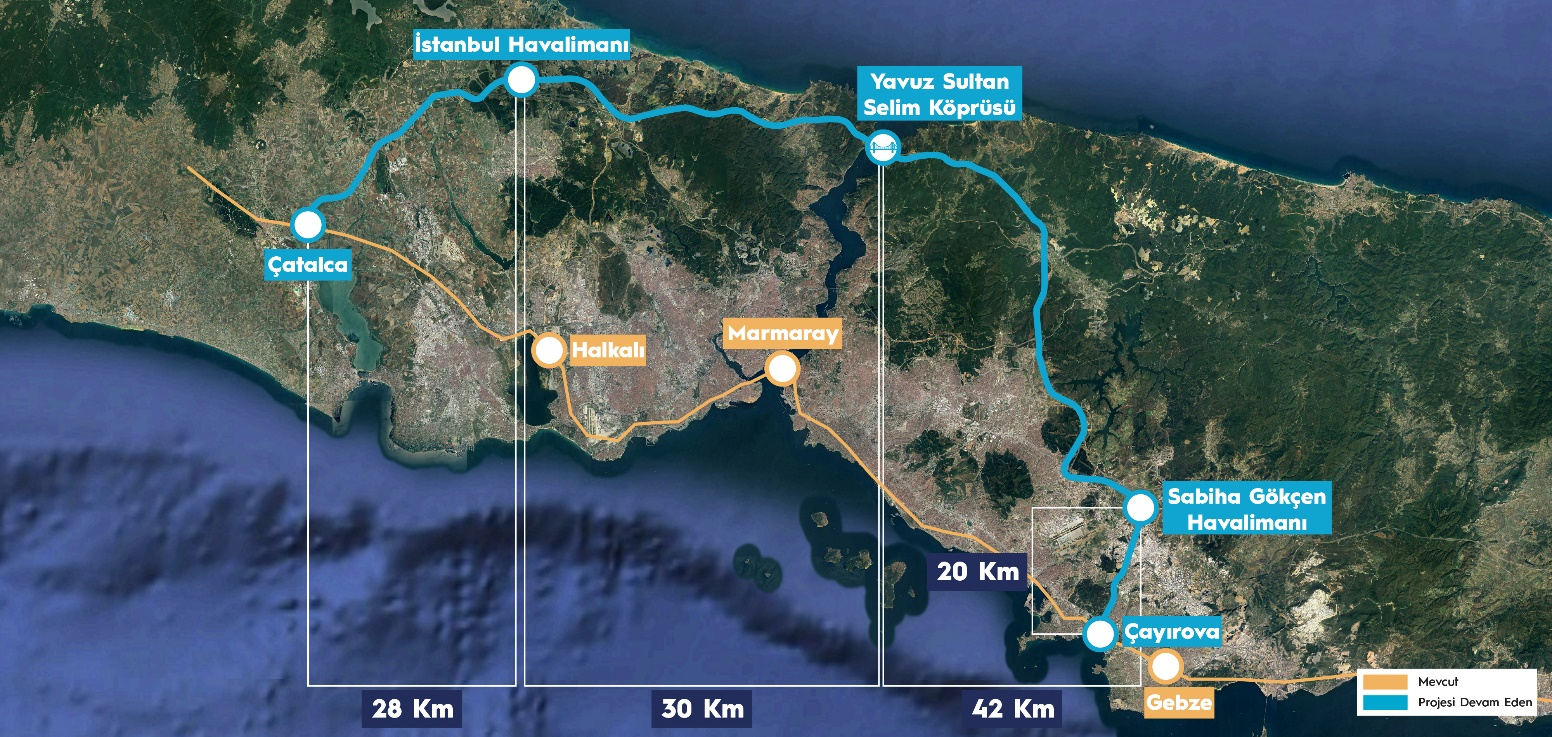 İstanbul Havalimanı
Yavuz Sultan
Selim Köprüsü
Çatalca
Halkalı
Marmaray
Sabiha Gökçen
Havalimanı
20 Km
Çayırova
Gebze
28 Km
30 Km
42 Km
Mevcut
Projesi Devam Eden